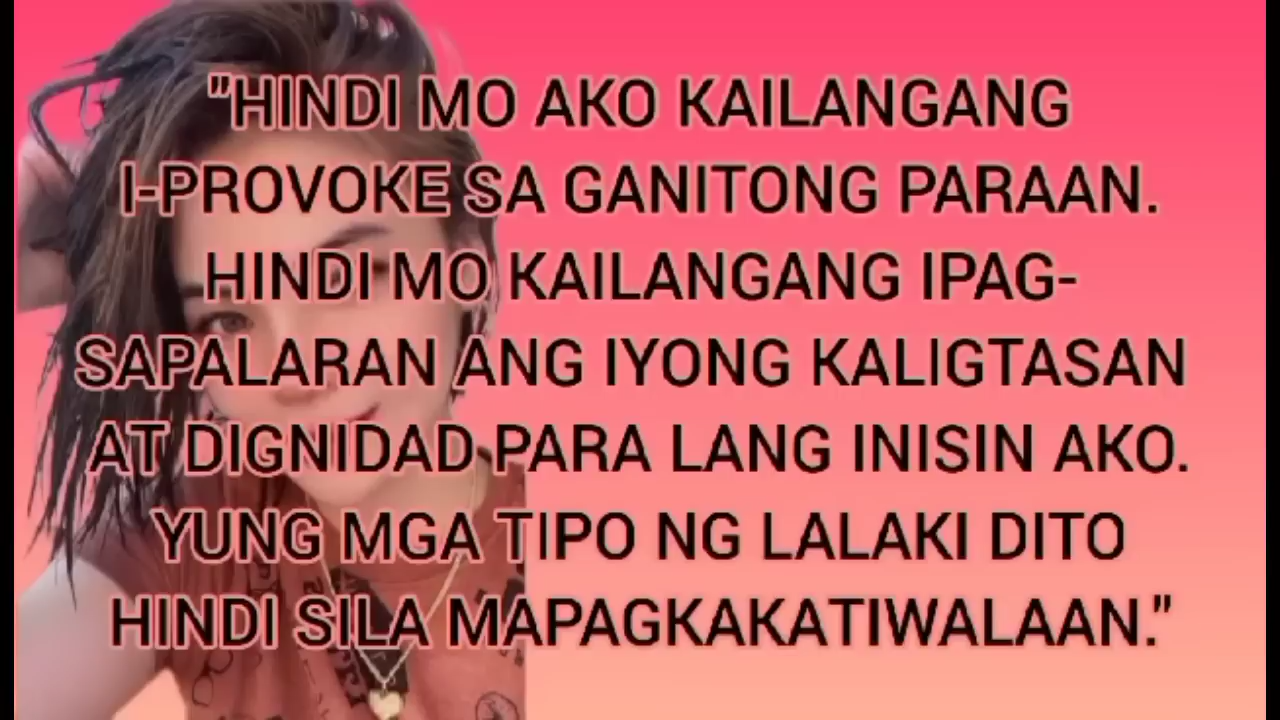 "HINDI MO AKO KAILANGANG
I-PROVOKE SA GANITONG PARAAN.
HINDI MO KAILANGANG IPAG-
SAPALARAN ANG IYONG KALIGTASAN
AT DIGNIDAD PARA LANG INISIN AKO.
YUNG MGA TIPO NG LALAKI DITO
HINDI SILA MAPAGKAKATIWALAAN."